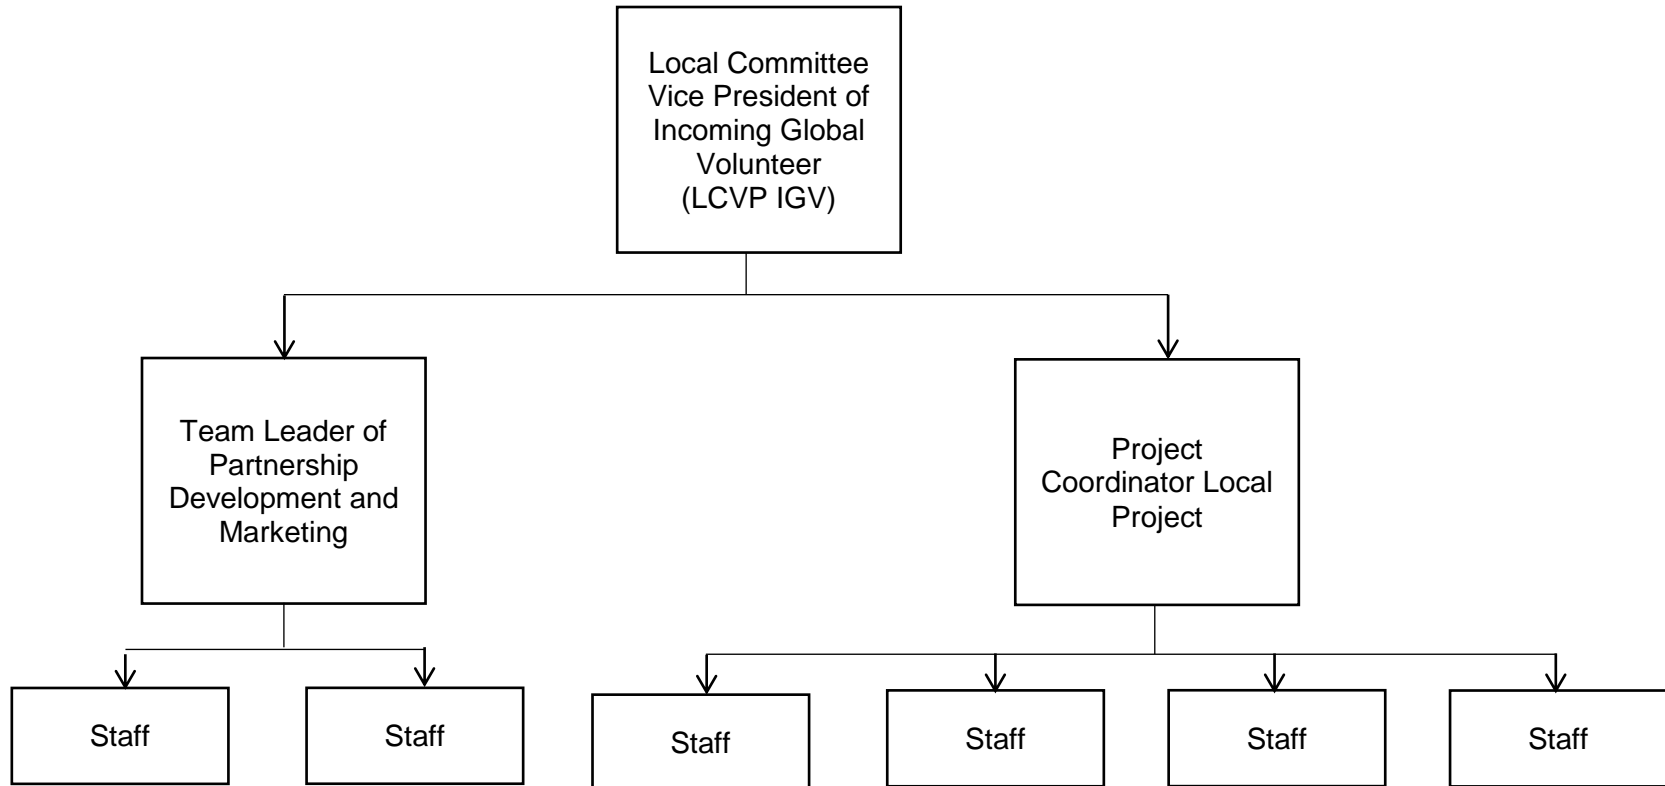 Local Committee
Vice President of
Incoming Global
Volunteer
(LCVP IGV)
Team Leader of
Partnership
Development and
Marketing
Project
Coordinator Local
Project
Staff
Staff
Staff
Staff
Staff
Staff